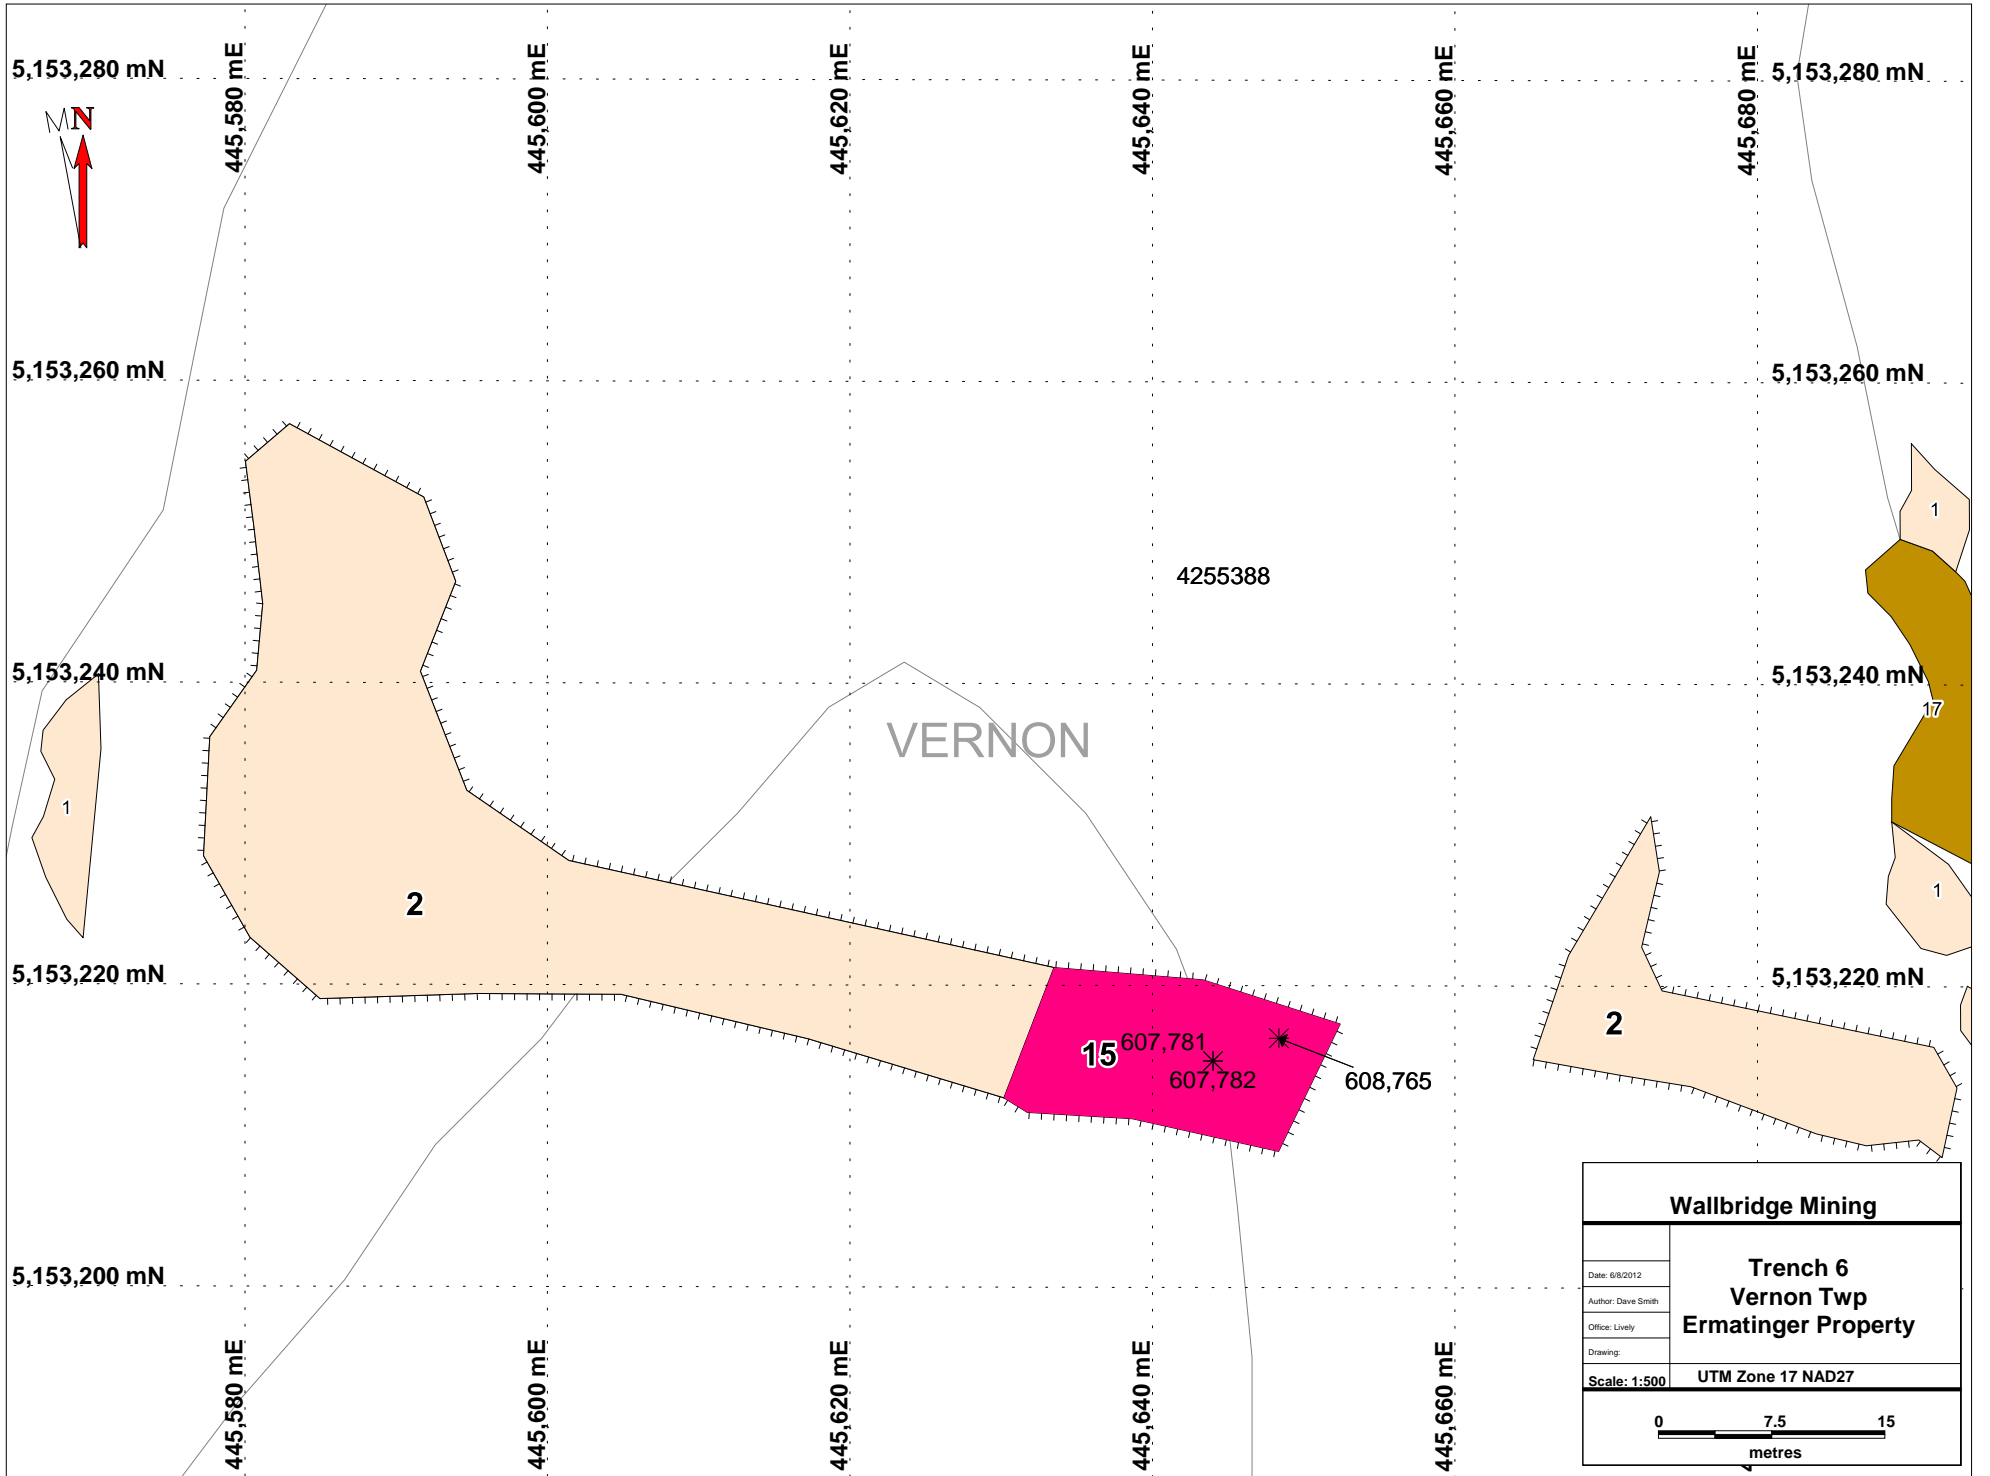 445,580 mE
445,600 mE
445,620 mE
445,640 mE
445,660 mE
445,680 mE
5,153,280 mN
5,153,280 mN
MN
5,153,260 mN
5,153,260 mN
1
4255388
5,153,240 mN
5,153,240 mN
17
VERNON
1
1
2
5,153,220 mN
5,153,220 mN
2
15
607,781
607,782
608,765
5,153,200 mN
445,580 mE
445,600 mE
445,620 mE
445,640 mE
445,660 mE
Wallbridge Mining
Trench 6
Vernon Twp
Ermatinger Property
Date: 6/8/2012
Author: Dave Smith
Office: Lively
Drawing:
Scale: 1:500
UTM Zone 17 NAD27
0 7.5 15
metres